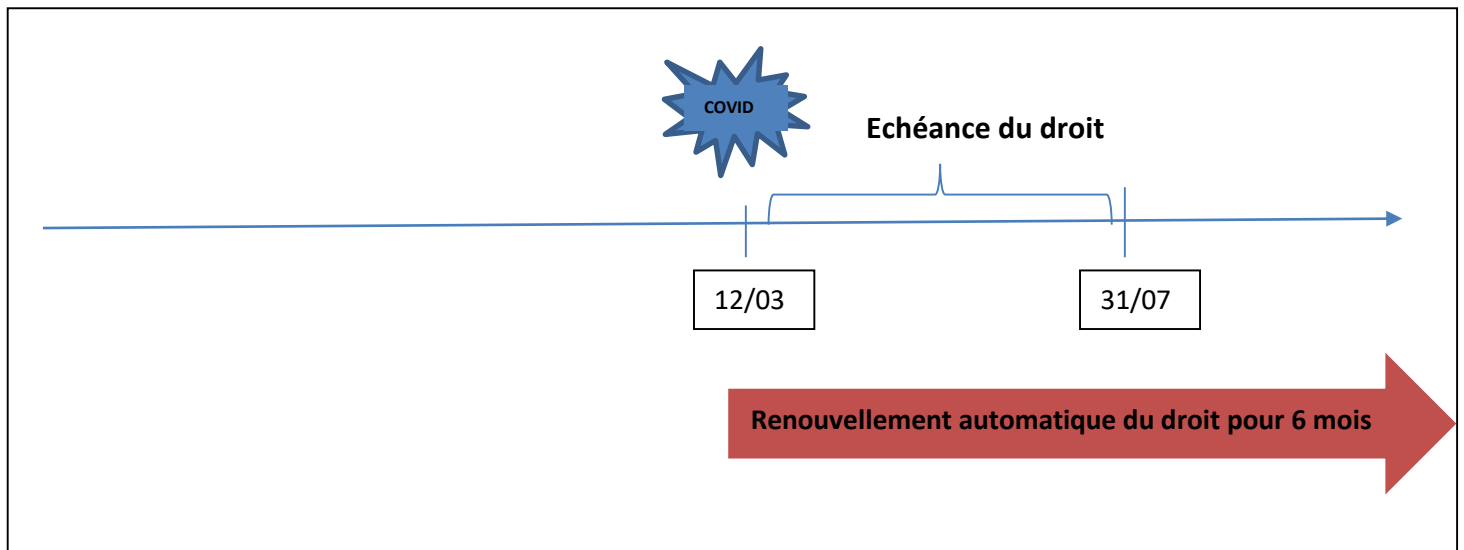 COVID
Echéance du droit
12/03
31/07
Renouvellement automatique du droit pour 6 mois